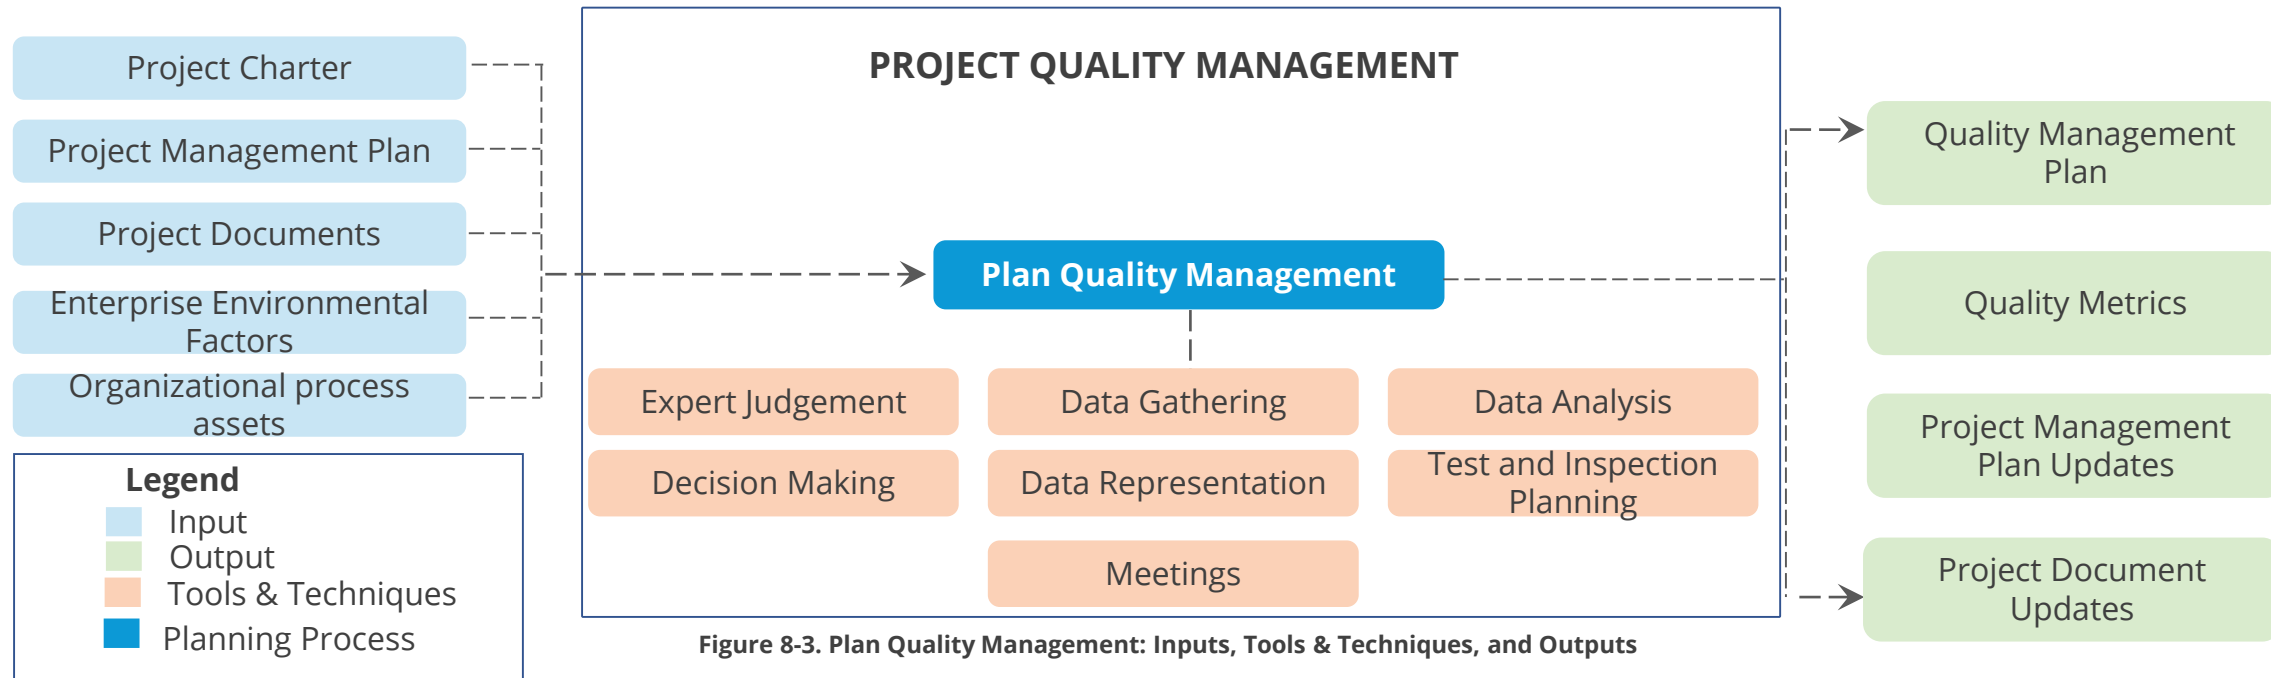 Project Charter
Project Management Plan
Project Documents
Enterprise Environmental
Factors
Organizational process
assets
Legend
Input
Output
Tools & Techniques
Planning Process
PROJECT QUALITY MANAGEMENT
Plan Quality Management
Expert Judgement
Data Gathering
Data Analysis
Decision Making
Data Representation
Test and Inspection
Planning
Meetings
Figure 8-3. Plan Quality Management: Inputs, Tools & Techniques, and Outputs
Quality Management
Plan
Quality Metrics
Project Management
Plan Updates
Project Document
Updates